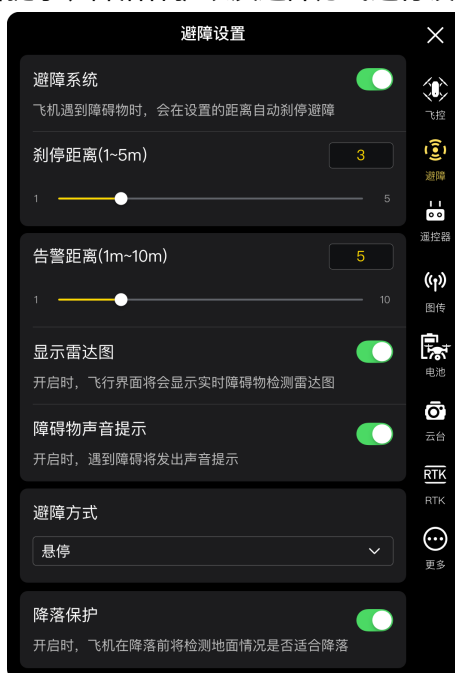 避障设置
避障系统
飞机遇到障碍物时，会在设置的距离自动刹停避障
刹停距离(1~5m)
3
1
5
告警距离(1m~10m)
5
1
10
显示雷达图
开启时，飞行界面将会显示实时障碍物检测雷达图
障碍物声音提示
开启时，遇到障碍将发出声音提示
避障方式
悬停
降落保护
开启时，飞机在降落前将检测地面情况是否适合降落
飞控
避障
遥控器
图传
电池
云台
RTK
RTK
更多